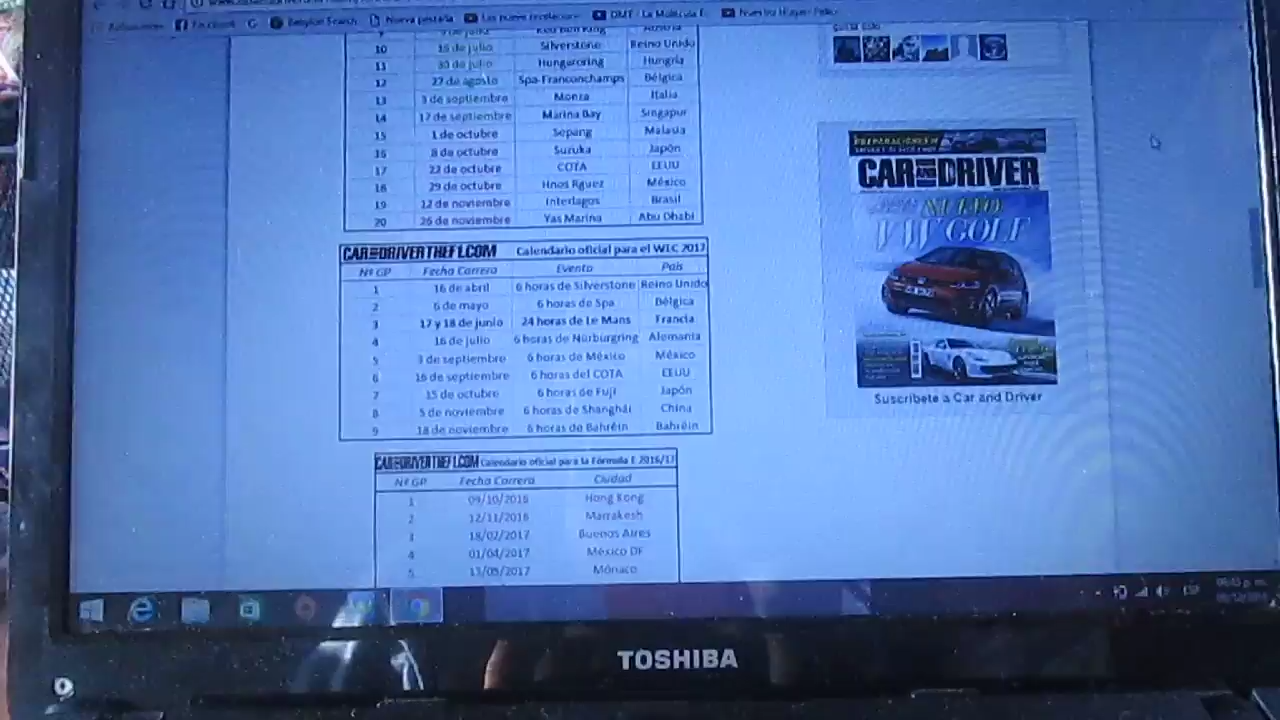 Facebook
G
Babylon Search
Nueva pestaña
DMT - La Molécula E
10 16 de julio Silverstone Reino Unido
11 30 de julio Hungaroring Hungría
12 27 de agosto Spa-Franconchamps Bélgica
13 3 de septiembre Monza Italia
14 17 de septiembre Marina Bay Singapur
15 1 de octubre Sepang Malasia
16 8 de octubre Suzuka Japón
17 22 de octubre COTA EEUU
18 29 de octubre Hnos Rguez México
19 12 de noviembre Interlagos Brasil
20 26 de noviembre Yas Marina Abu Dhabi
CARANDDRIVERTHEF1.COM Calendario oficial para el WEC 2017
Nº GP Fecha Carrera Evento País
1 16 de abril 6 horas de Silverstone Reino Unido
2 6 de mayo 6 horas de Spa Bélgica
3 17 y 18 de junio 24 horas de Le Mans Francia
4 16 de julio 6 horas de Nürburgring Alemania
5 3 de septiembre 6 horas de México México
6 16 de septiembre 6 horas del COTA EEUU
7 15 de octubre 6 horas de Fuji Japón
8 5 de noviembre 6 horas de Shanghái China
9 18 de noviembre 6 horas de Bahréin Bahréin
CARANDDRIVERTHEF1.COM Calendario oficial para la Fórmula E 2016/17
Nº GP Fecha Carrera Ciudad
1 09/10/2016 Hong Kong
2 12/11/2016 Marrakesh
3 18/02/2017 Buenos Aires
4 01/04/2017 México DF
5 13/05/2017 Mónaco
CAR AND DRIVER
NUEVO
VW GOLF
Suscríbete a Car and Driver
ESP
TOSHIBA